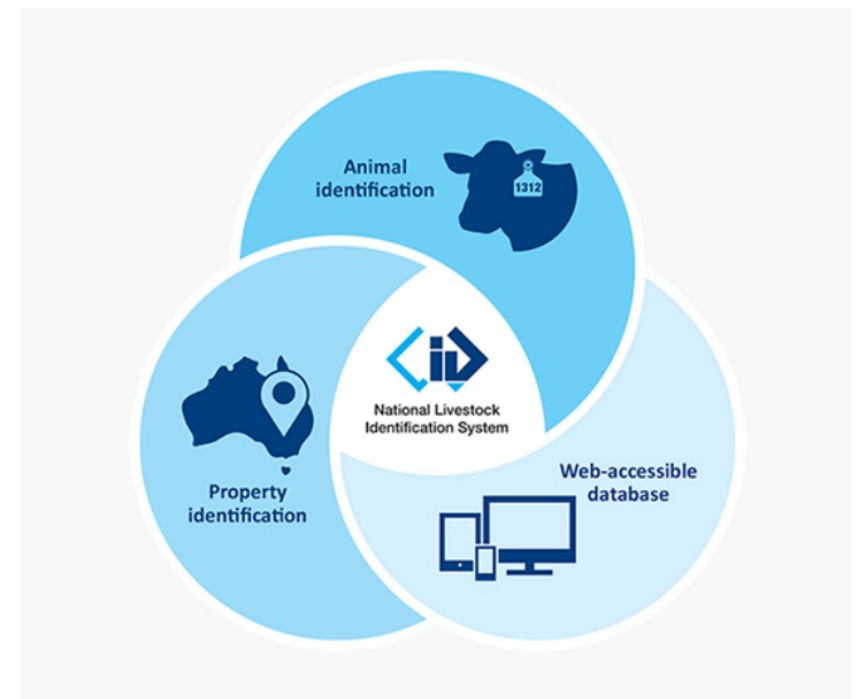 Animal
identification
1312
National Livestock
Identification System
Property
identification
Web-accessible
database